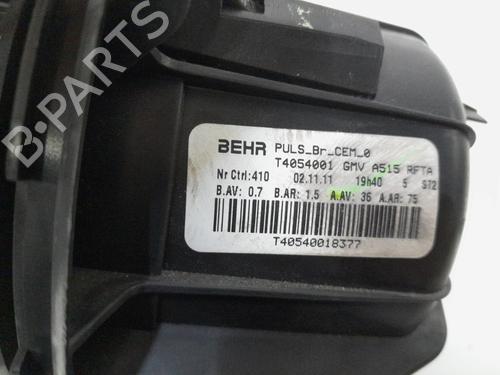 B-PARTS
BEHR PULS_Br_CEM_0
T4054001 GMV A515 RFTA
Nr Ctrl:410 02.11.11 19h40 5 ST2
B.AV: 0.7 B.AR: 1.5 A.AV: 36 A.AR: 75
T40540018377